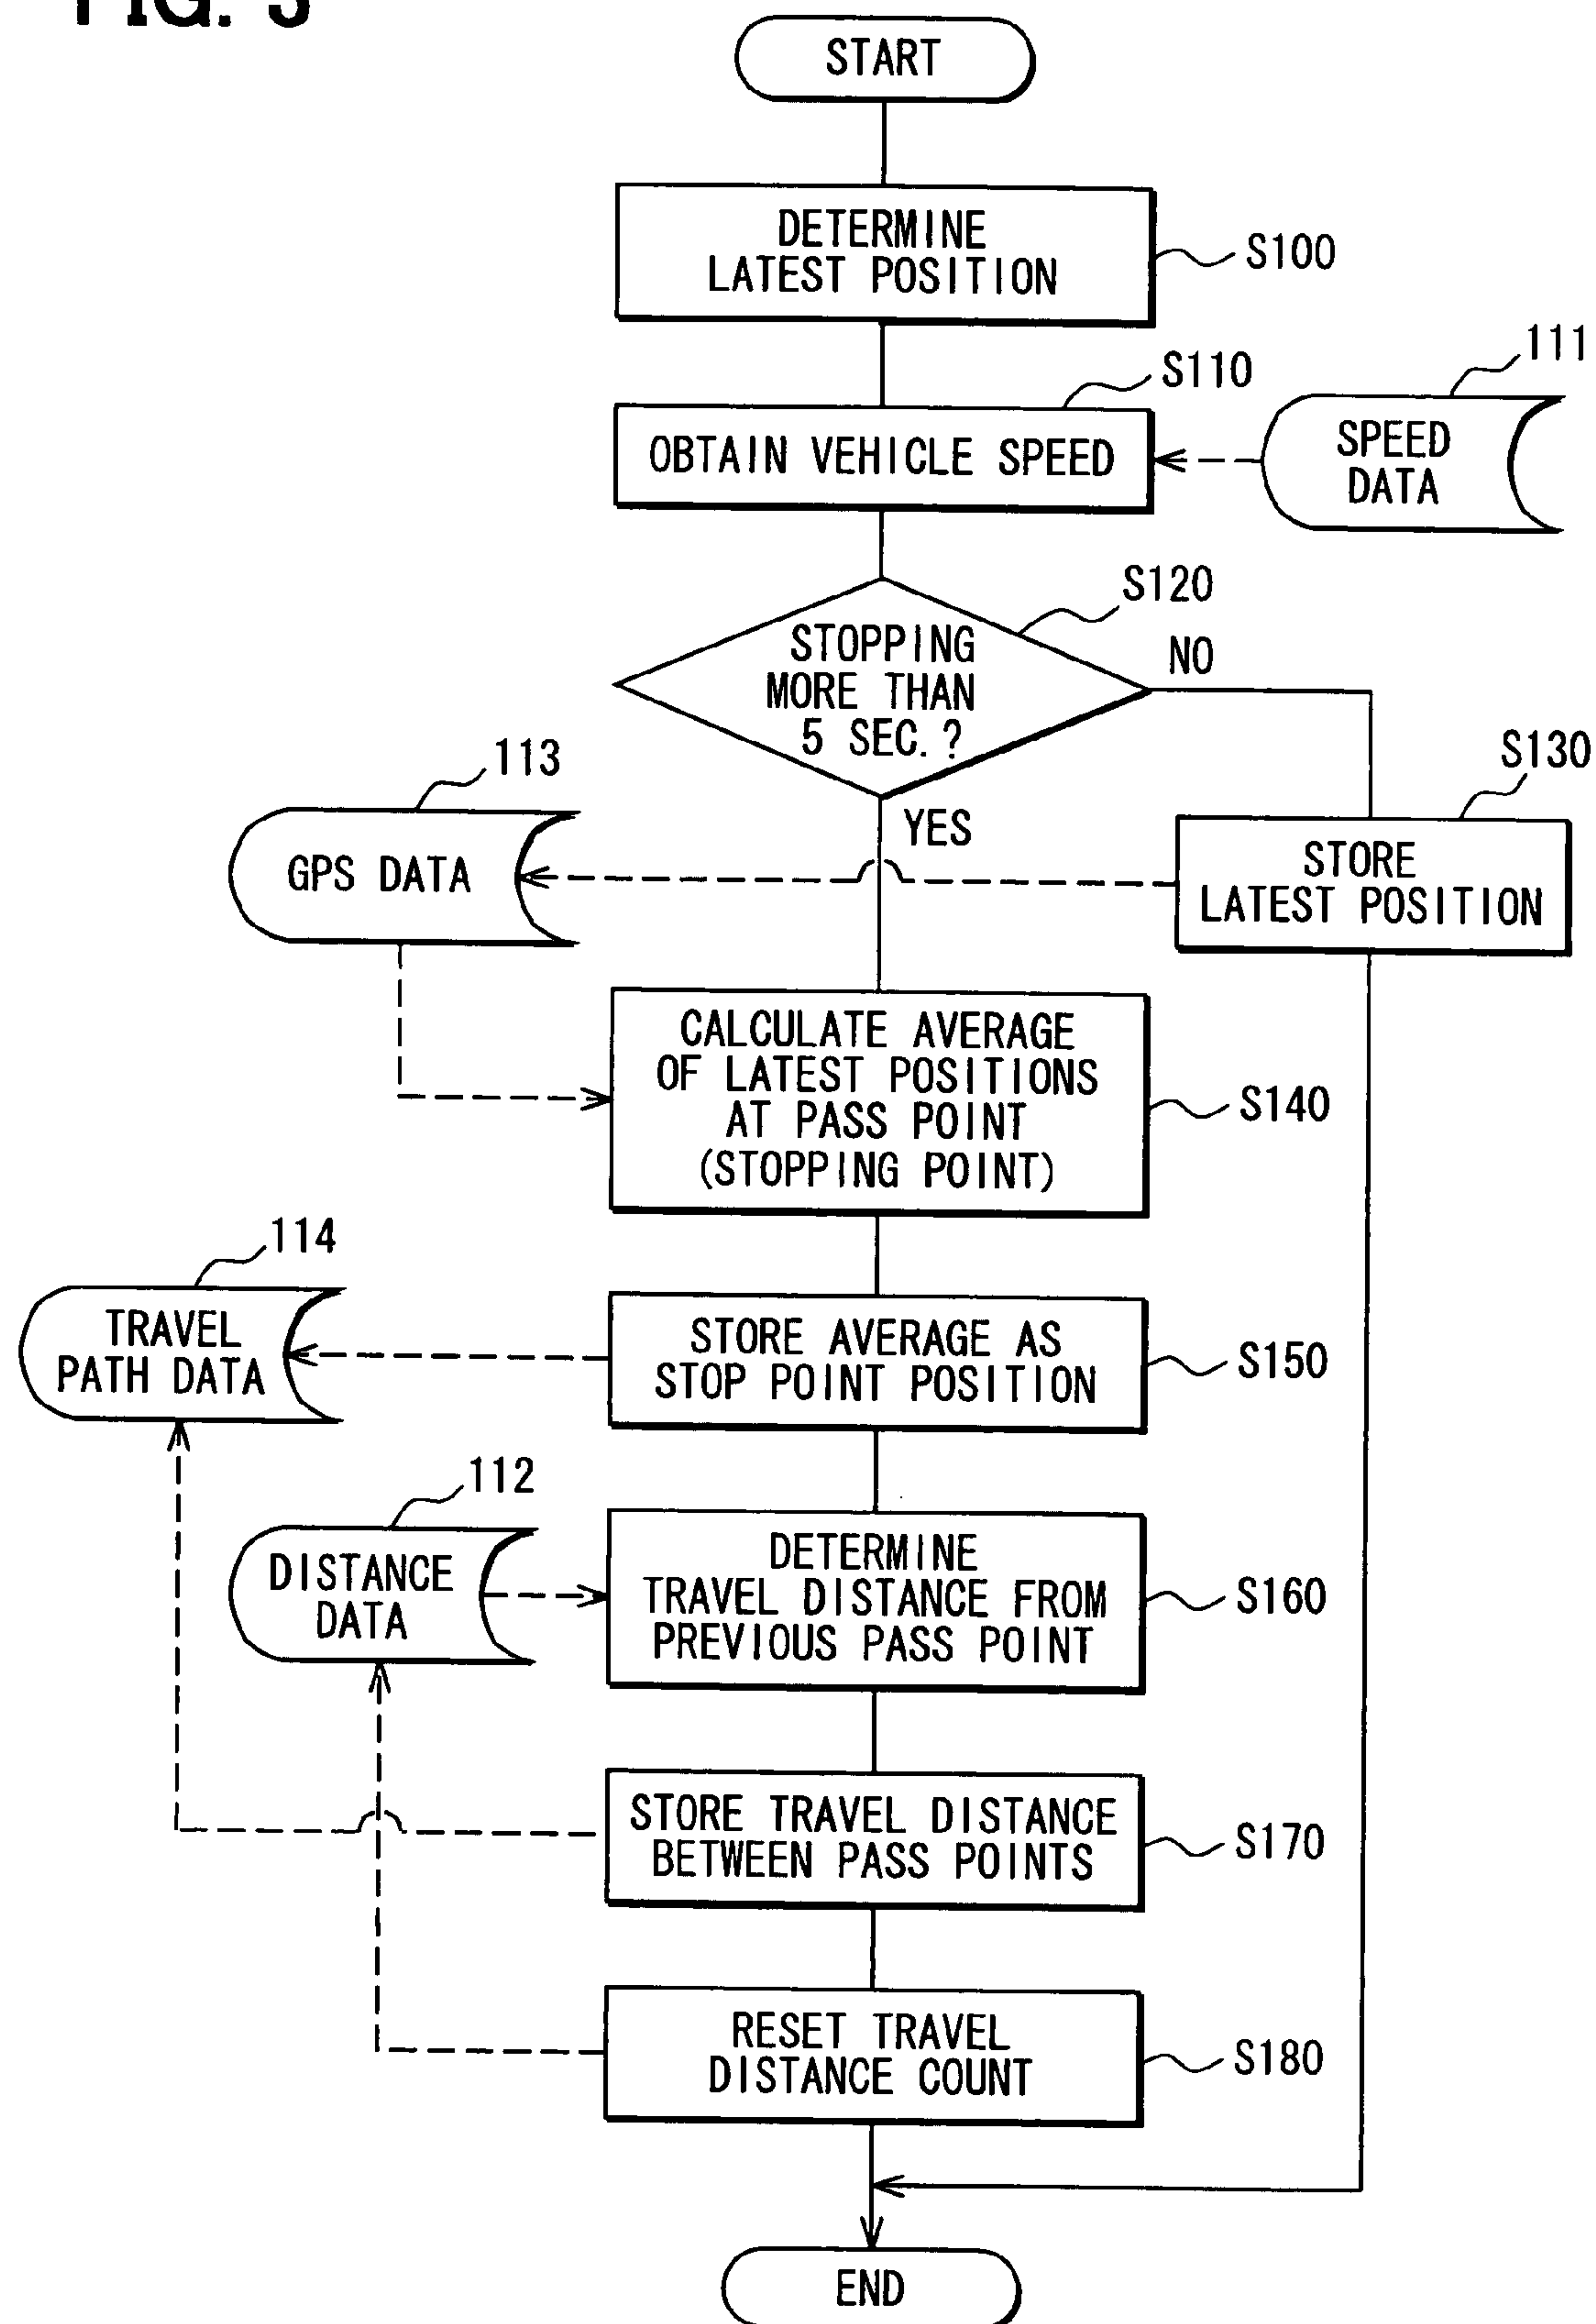 FIG. 3
START
DETERMINE
LATEST POSITION
S100
111
S110
OBTAIN VEHICLE SPEED
SPEED
DATA
S120
STOPPING
MORE THAN
5 SEC.?
NO
YES
113
GPS DATA
S130
STORE
LATEST POSITION
CALCULATE AVERAGE
OF LATEST POSITIONS
AT PASS POINT
(STOPPING POINT)
S140
114
TRAVEL
PATH DATA
STORE AVERAGE AS
STOP POINT POSITION
S150
112
DISTANCE
DATA
DETERMINE
TRAVEL DISTANCE FROM
PREVIOUS PASS POINT
S160
STORE TRAVEL DISTANCE
BETWEEN PASS POINTS
S170
RESET TRAVEL
DISTANCE COUNT
S180
END